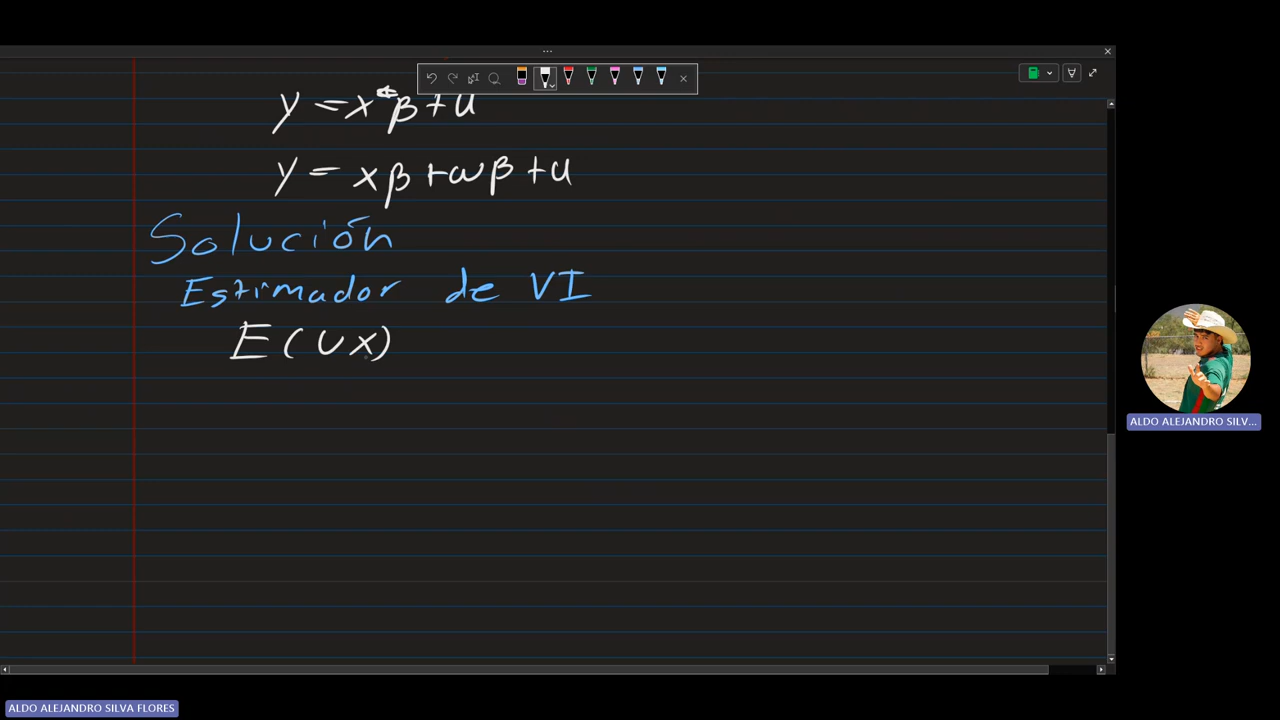 y = x*β + u
y = xβ + ωβ + u
Solución
Estimador de VI
E(UX)
ALDO ALEJANDRO SILV...
ALDO ALEJANDRO SILVA FLORES